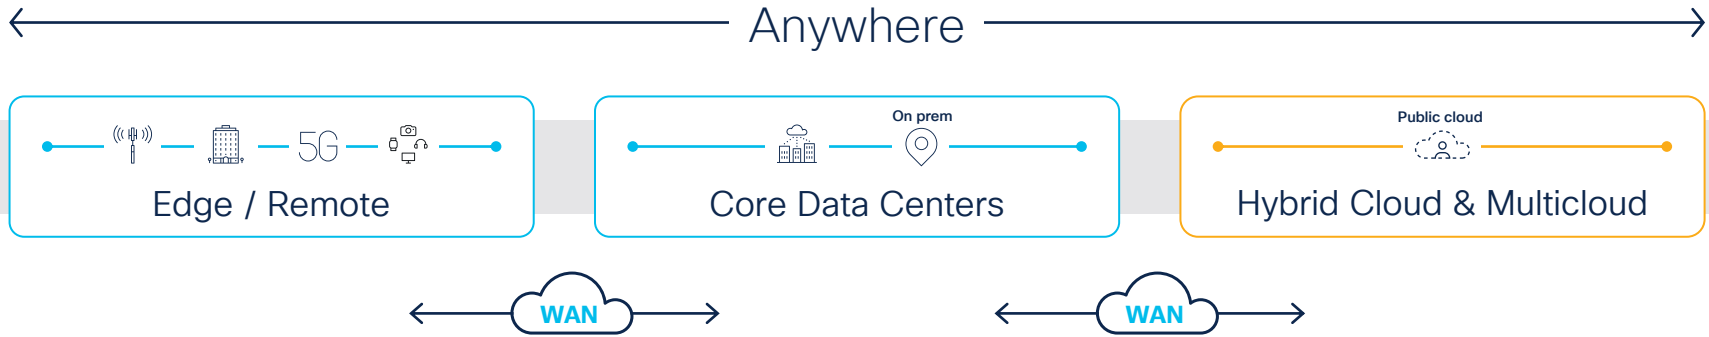 Anywhere
5G
Edge / Remote
On prem
Core Data Centers
Public cloud
Hybrid Cloud & Multicloud
WAN
WAN